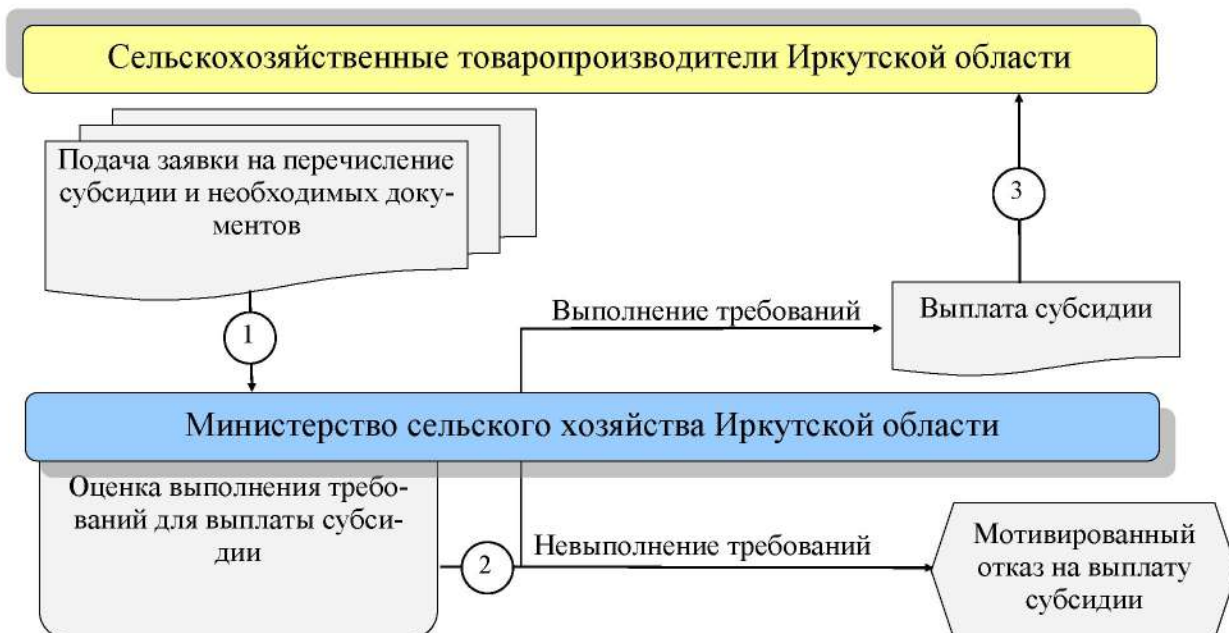 Сельскохозяйственные товаропроизводители Иркутской области
Подача заявки на перечисление
субсидии и необходимых доку-
ментов
3
Выполнение требований
Выплата субсидии
1
Министерство сельского хозяйства Иркутской области
Оценка выполнения требо-
ваний для выплаты субси-
дии
2
Невыполнение требований
Мотивированный
отказ на выплату
субсидии